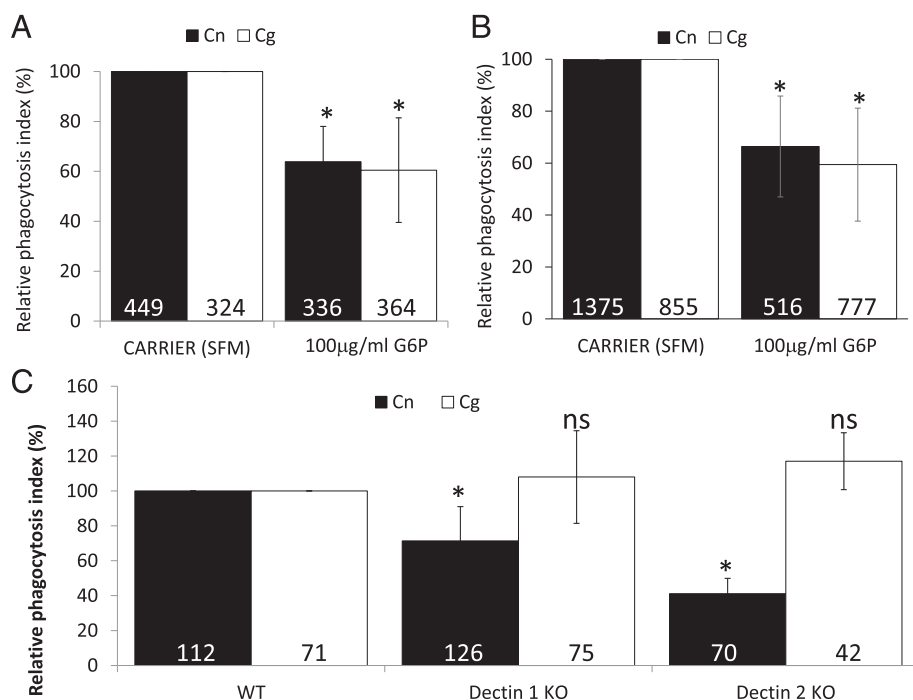 A
Cn Cg
Relative phagocytosis index (%)
100
80
60
40
20
0
* *
449 324 336 364
CARRIER (SFM) 100μg/ml G6P
B
Cn Cg
Relative phagocytosis index (%)
100
80
60
40
20
0
* *
1375 855 516 777
CARRIER (SFM) 100μg/ml G6P
C
Cn Cg
Relative phagocytosis index (%)
160
140
120
100
80
60
40
20
0
* ns * ns
112 71 126 75 70 42
WT Dectin 1 KO Dectin 2 KO